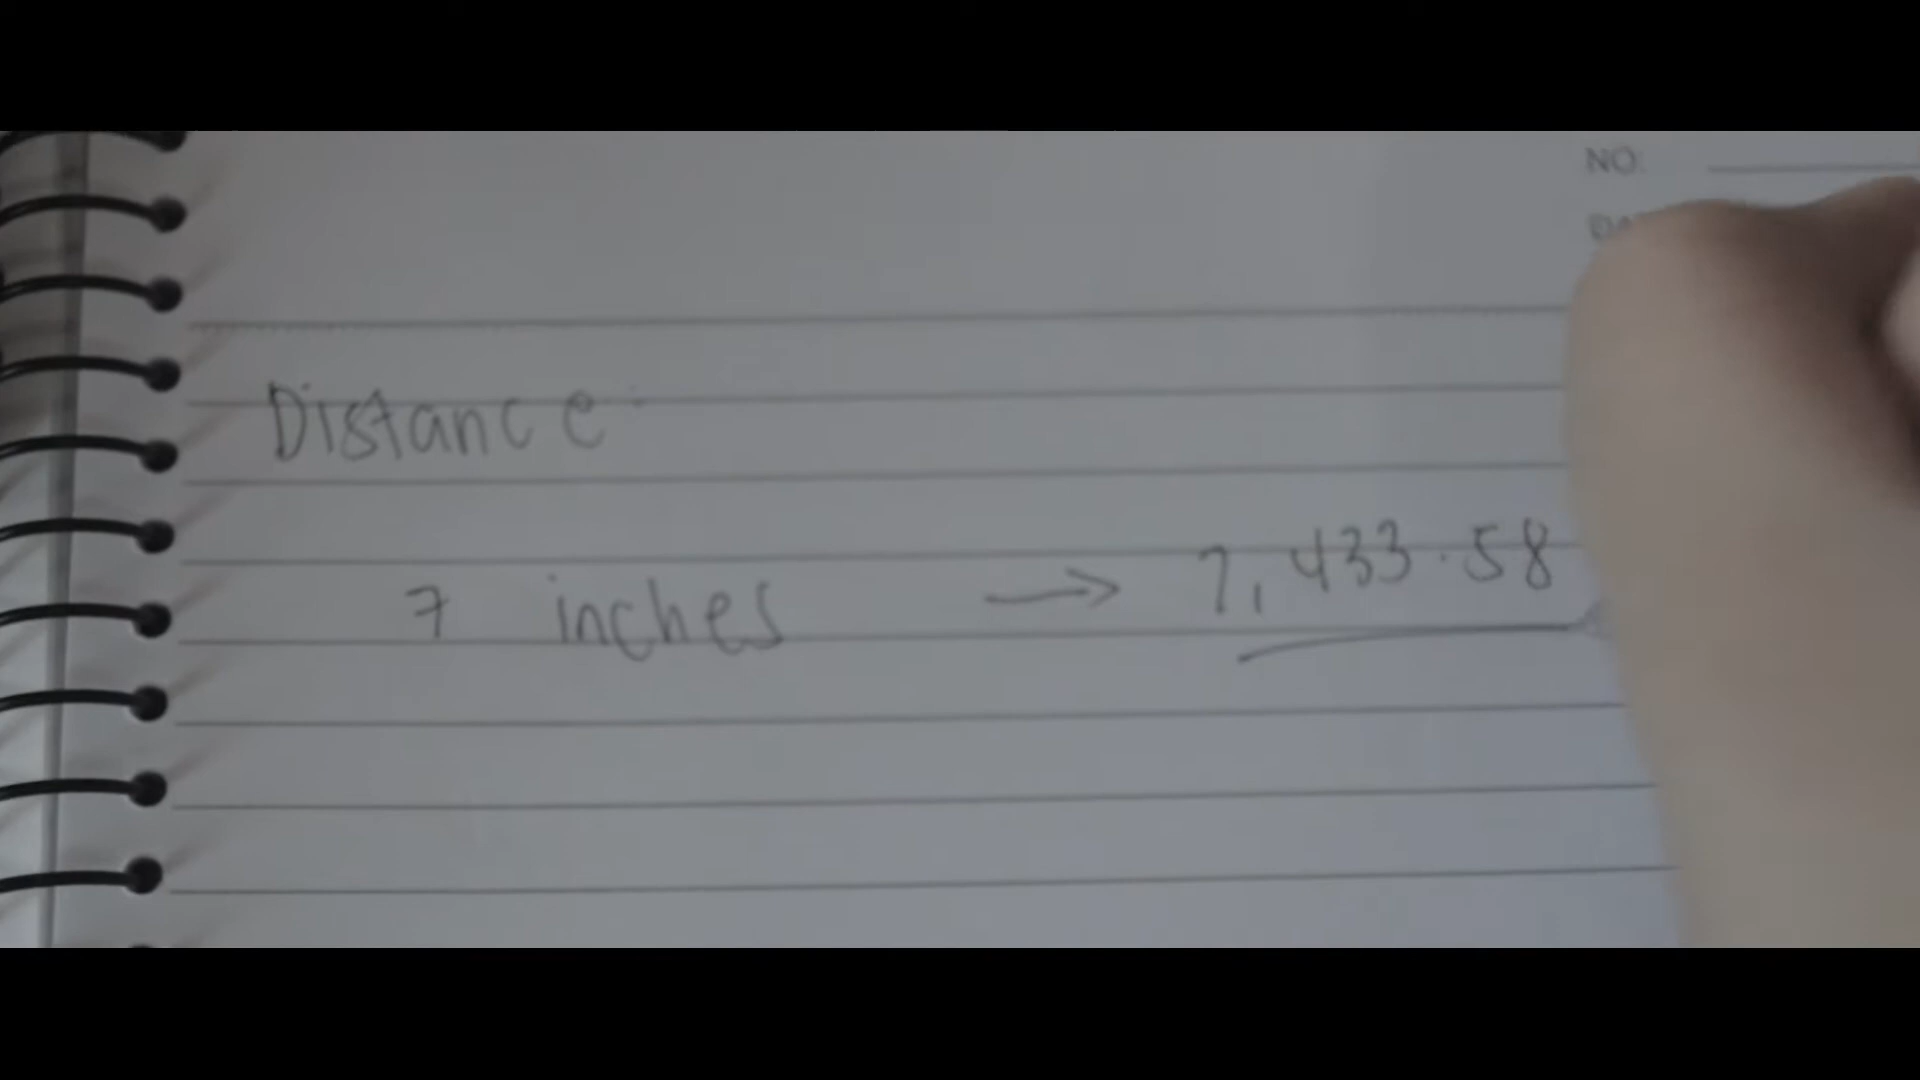 NO:
Distance:
7 inches → 7,433.58